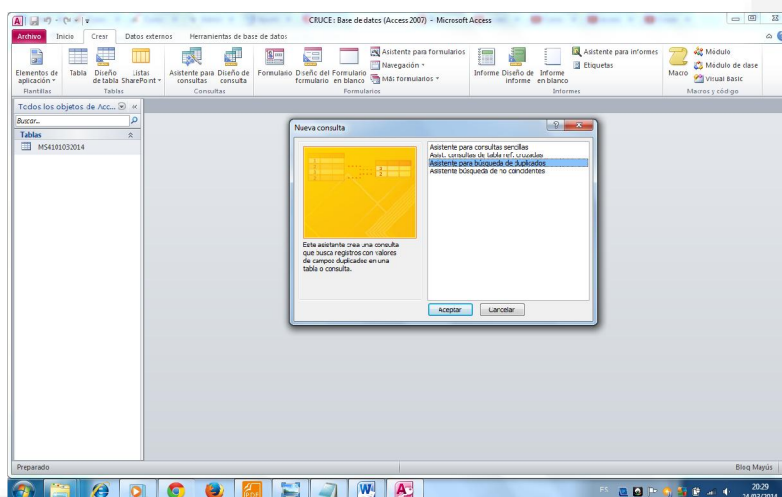 CRUCE : Base de datos (Access 2007) - Microsoft Access
Archivo Inicio Crear Datos externos Herramientas de base de datos
Elementos de aplicación
Tabla
Diseño de tabla
Listas SharePoint
Asistente para consultas
Diseño de consulta
Formulario
Diseño del formulario
Formulario en blanco
Asistente para formularios
Navegación
Más formularios
Informe
Diseño de informe
Informe en blanco
Asistente para informes
Etiquetas
Macro
Módulo
Módulo de clase
Visual Basic
Plantillas Tablas Consultas Formularios Informes Macros y código
Todos los objetos de Acc...
Buscar...
Tablas
MS4101032014
Nueva consulta
Asistente para consultas sencillas
Asist. consultas de tabla ref. cruzadas
Asistente para búsqueda de duplicados
Asistente búsqueda de no coincidentes
Este asistente crea una consulta
que busca registros con valores
de campos duplicados en una
tabla o consulta.
Aceptar Cancelar
Preparado Bloq Mayús
ES 20:29
24/03/2014